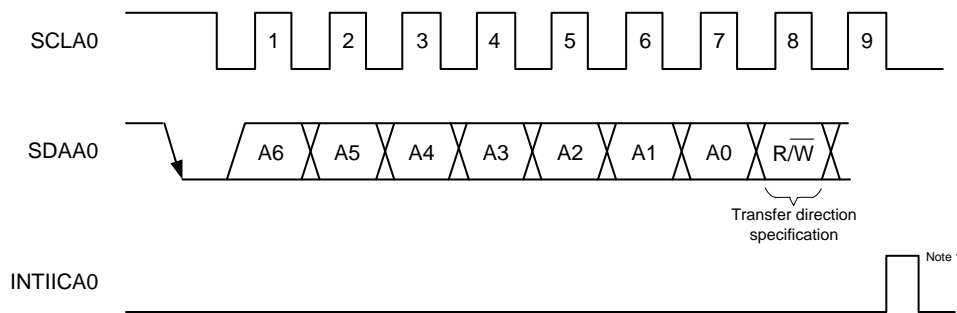 SCLA0 1 2 3 4 5 6 7 8 9
SDAA0 A6 A5 A4 A3 A2 A1 A0 R/W̅
Transfer direction
specification
INTIICA0 Note